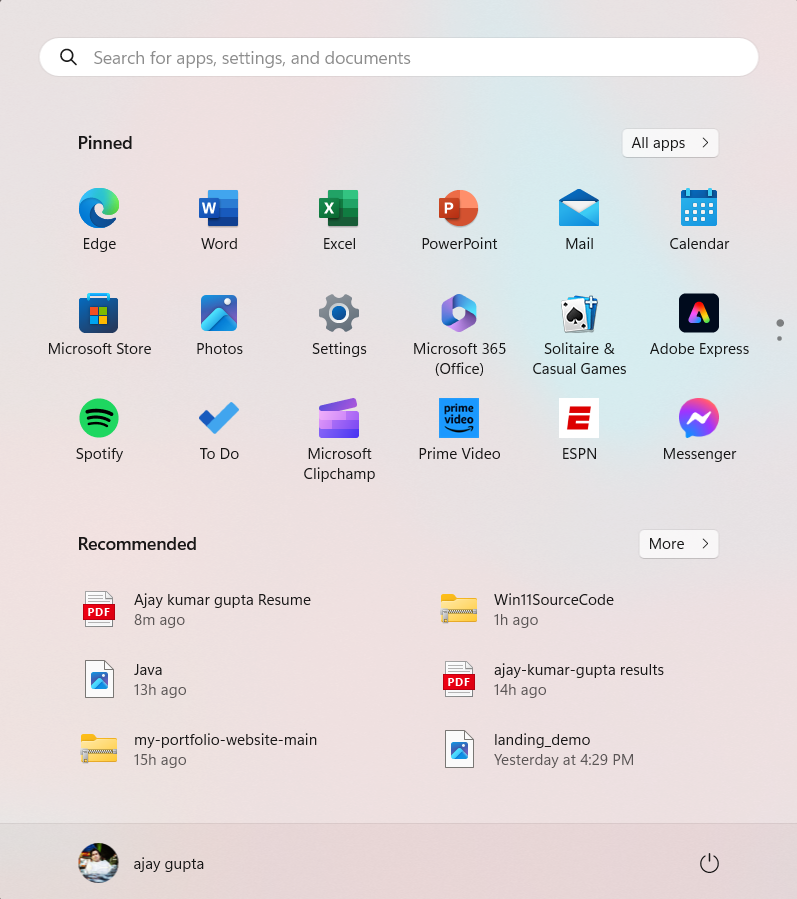 Search for apps, settings, and documents
Pinned
All apps
Edge
Word
Excel
PowerPoint
Mail
Calendar
Microsoft Store
Photos
Settings
Microsoft 365
(Office)
Solitaire &
Casual Games
Adobe Express
Spotify
To Do
Microsoft
Clipchamp
prime
video
Prime Video
ESPN
Messenger
Recommended
More
PDF
Ajay kumar gupta Resume
8m ago
Win11SourceCode
1h ago
Java
13h ago
PDF
ajay-kumar-gupta results
14h ago
my-portfolio-website-main
15h ago
landing_demo
Yesterday at 4:29 PM
ajay gupta